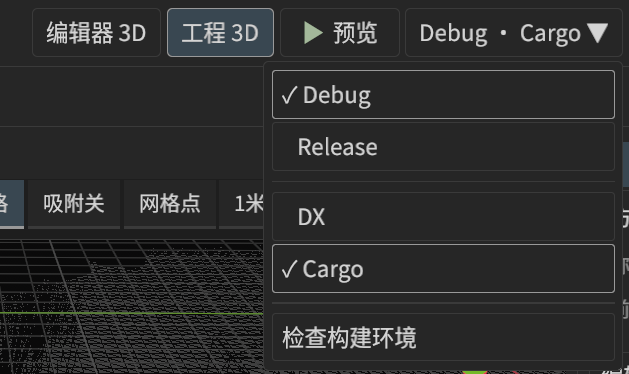 编辑器 3D 工程 3D ▶ 预览 Debug · Cargo ▼
✓ Debug
Release
吸附关 网格点 1米
DX
✓ Cargo
检查构建环境